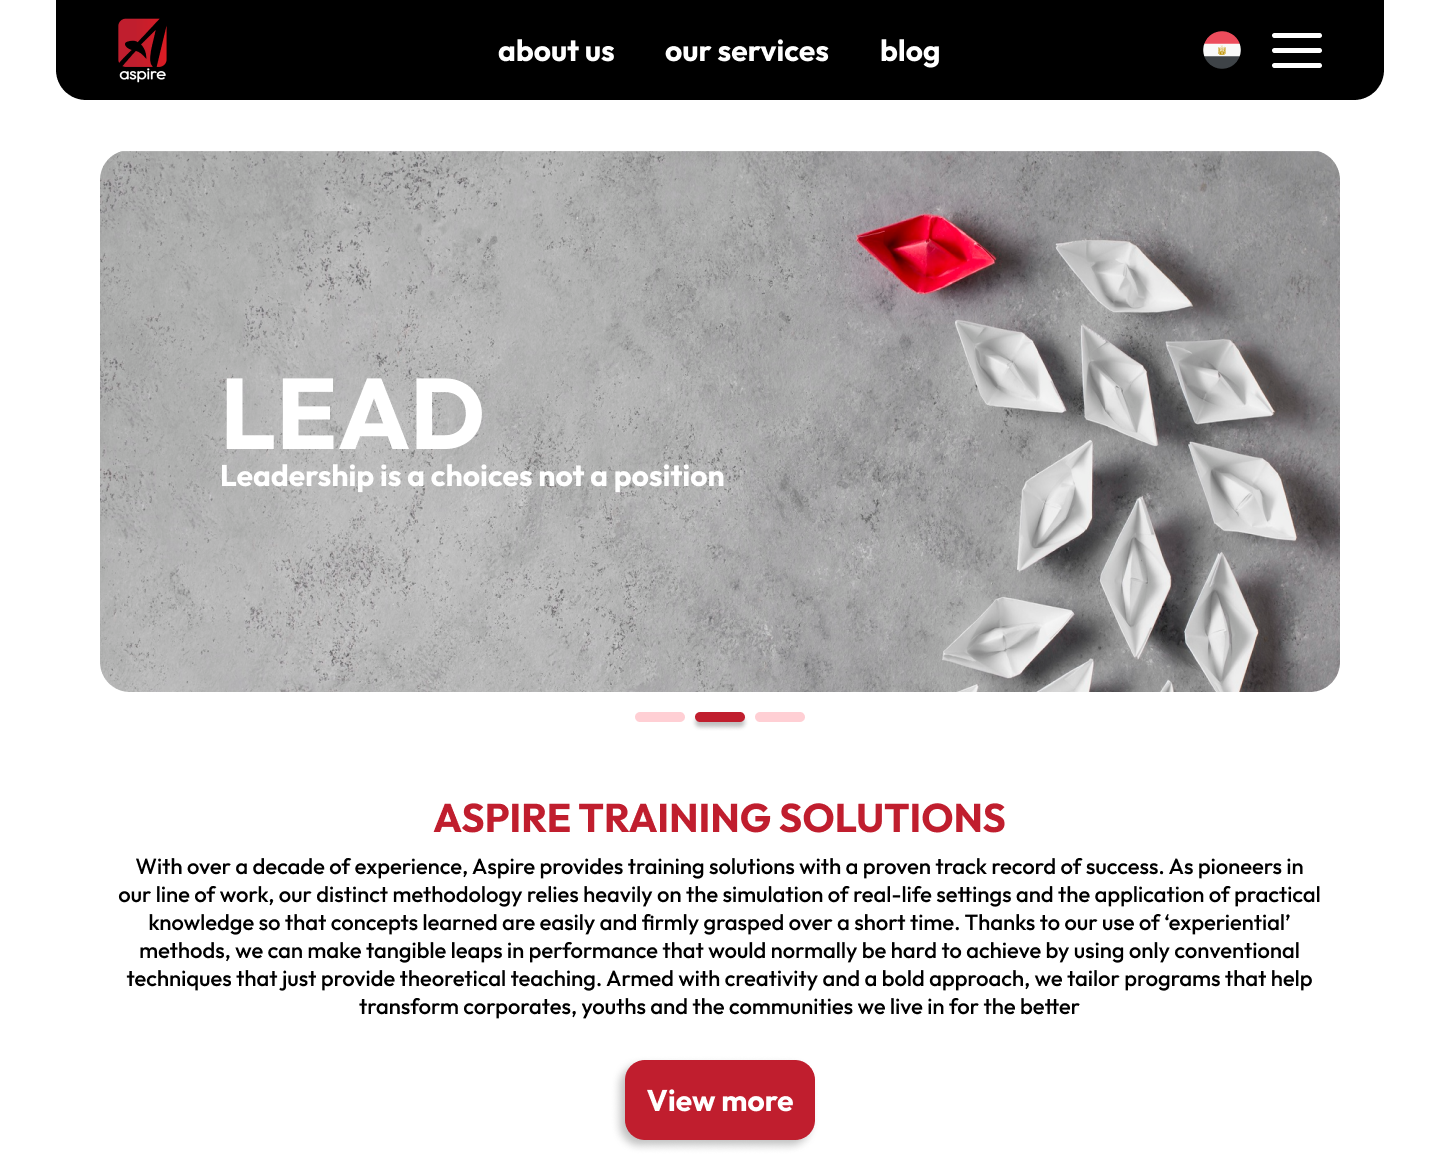 aspire
about us our services blog
LEAD
Leadership is a choices not a position
ASPIRE TRAINING SOLUTIONS
With over a decade of experience, Aspire provides training solutions with a proven track record of success. As pioneers in
our line of work, our distinct methodology relies heavily on the simulation of real-life settings and the application of practical
knowledge so that concepts learned are easily and firmly grasped over a short time. Thanks to our use of ‘experiential’
methods, we can make tangible leaps in performance that would normally be hard to achieve by using only conventional
techniques that just provide theoretical teaching. Armed with creativity and a bold approach, we tailor programs that help
transform corporates, youths and the communities we live in for the better
View more